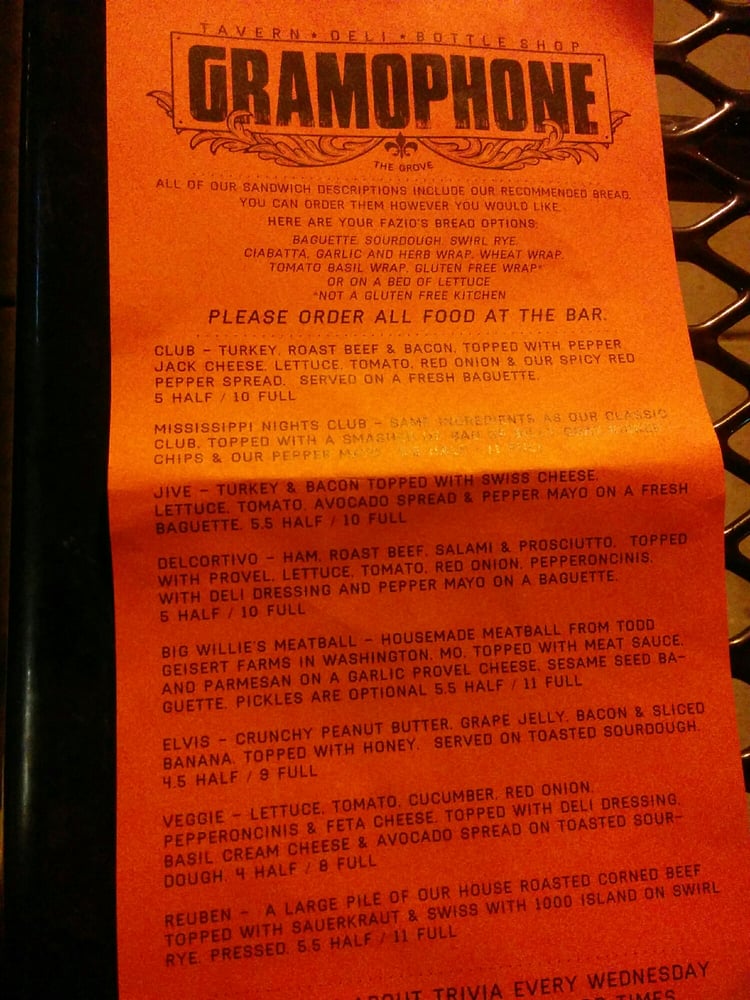 TAVERN ★ DELI ★ BOTTLE SHOP
GRAMOPHONE
THE GROVE
ALL OF OUR SANDWICH DESCRIPTIONS INCLUDE OUR RECOMMENDED BREAD.
YOU CAN ORDER THEM HOWEVER YOU WOULD LIKE.
HERE ARE YOUR FAZIO'S BREAD OPTIONS:
BAGUETTE, SOURDOUGH, SWIRL RYE,
CIABATTA, GARLIC AND HERB WRAP, WHEAT WRAP,
TOMATO BASIL WRAP, GLUTEN FREE WRAP*
OR ON A BED OF LETTUCE
*NOT A GLUTEN FREE KITCHEN
PLEASE ORDER ALL FOOD AT THE BAR.
CLUB – TURKEY, ROAST BEEF & BACON, TOPPED WITH PEPPER
JACK CHEESE, LETTUCE, TOMATO, RED ONION & OUR SPICY RED
PEPPER SPREAD. SERVED ON A FRESH BAGUETTE.
5 HALF / 10 FULL
MISSISSIPPI NIGHTS CLUB – SAME INGREDIENTS AS OUR CLASSIC
CLUB, TOPPED WITH A SMASHED BAG OF
CHIPS & OUR PEPPER
JIVE – TURKEY & BACON TOPPED WITH SWISS CHEESE,
LETTUCE, TOMATO, AVOCADO SPREAD & PEPPER MAYO ON A FRESH
BAGUETTE. 5.5 HALF / 10 FULL
DELCORTIVO – HAM, ROAST BEEF, SALAMI & PROSCIUTTO, TOPPED
WITH PROVEL, LETTUCE, TOMATO, RED ONION, PEPPERONCINIS,
WITH DELI DRESSING AND PEPPER MAYO ON A BAGUETTE.
5 HALF / 10 FULL
BIG WILLIE'S MEATBALL – HOUSEMADE MEATBALL FROM TODD
GEISERT FARMS IN WASHINGTON, MO, TOPPED WITH MEAT SAUCE,
AND PARMESAN ON A GARLIC PROVEL CHEESE, SESAME SEED BA-
GUETTE. PICKLES ARE OPTIONAL 5.5 HALF / 11 FULL
ELVIS – CRUNCHY PEANUT BUTTER, GRAPE JELLY, BACON & SLICED
BANANA, TOPPED WITH HONEY. SERVED ON TOASTED SOURDOUGH.
4.5 HALF / 9 FULL
VEGGIE – LETTUCE, TOMATO, CUCUMBER, RED ONION,
PEPPERONCINIS & FETA CHEESE, TOPPED WITH DELI DRESSING,
BASIL CREAM CHEESE & AVOCADO SPREAD ON TOASTED SOUR-
DOUGH. 4 HALF / 8 FULL
REUBEN – A LARGE PILE OF OUR HOUSE ROASTED CORNED BEEF
TOPPED WITH SAUERKRAUT & SWISS WITH 1000 ISLAND ON SWIRL
RYE, PRESSED. 5.5 HALF / 11 FULL
ABOUT TRIVIA EVERY WEDNESDAY